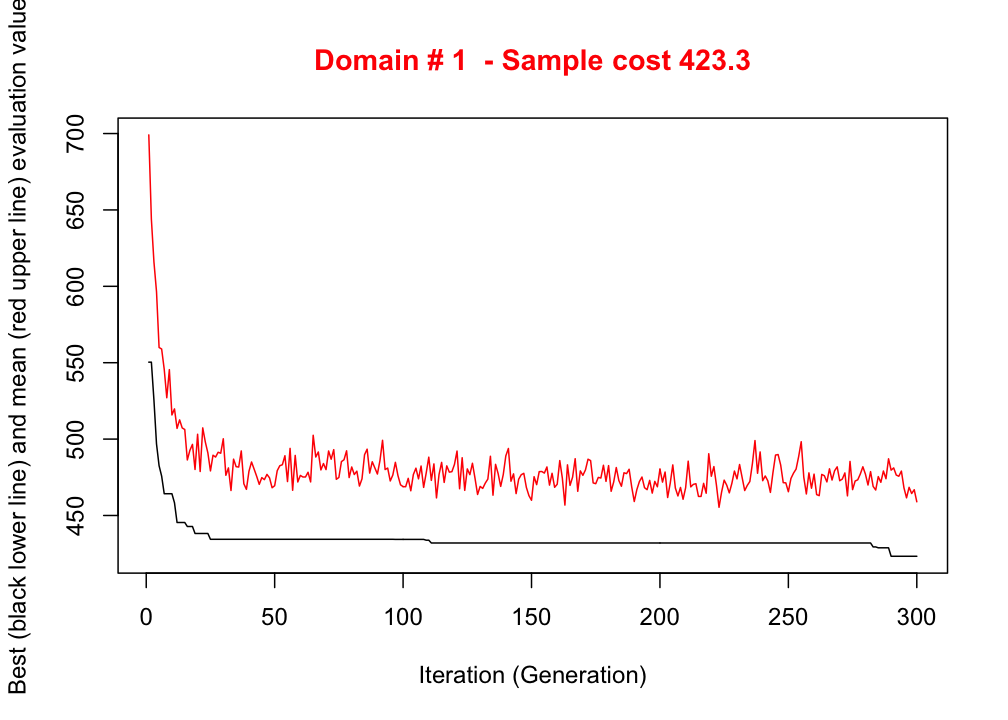 Domain # 1  - Sample cost 423.3
Best (black lower line) and mean (red upper line) evaluation value
700
650
600
550
500
450
0 50 100 150 200 250 300
Iteration (Generation)